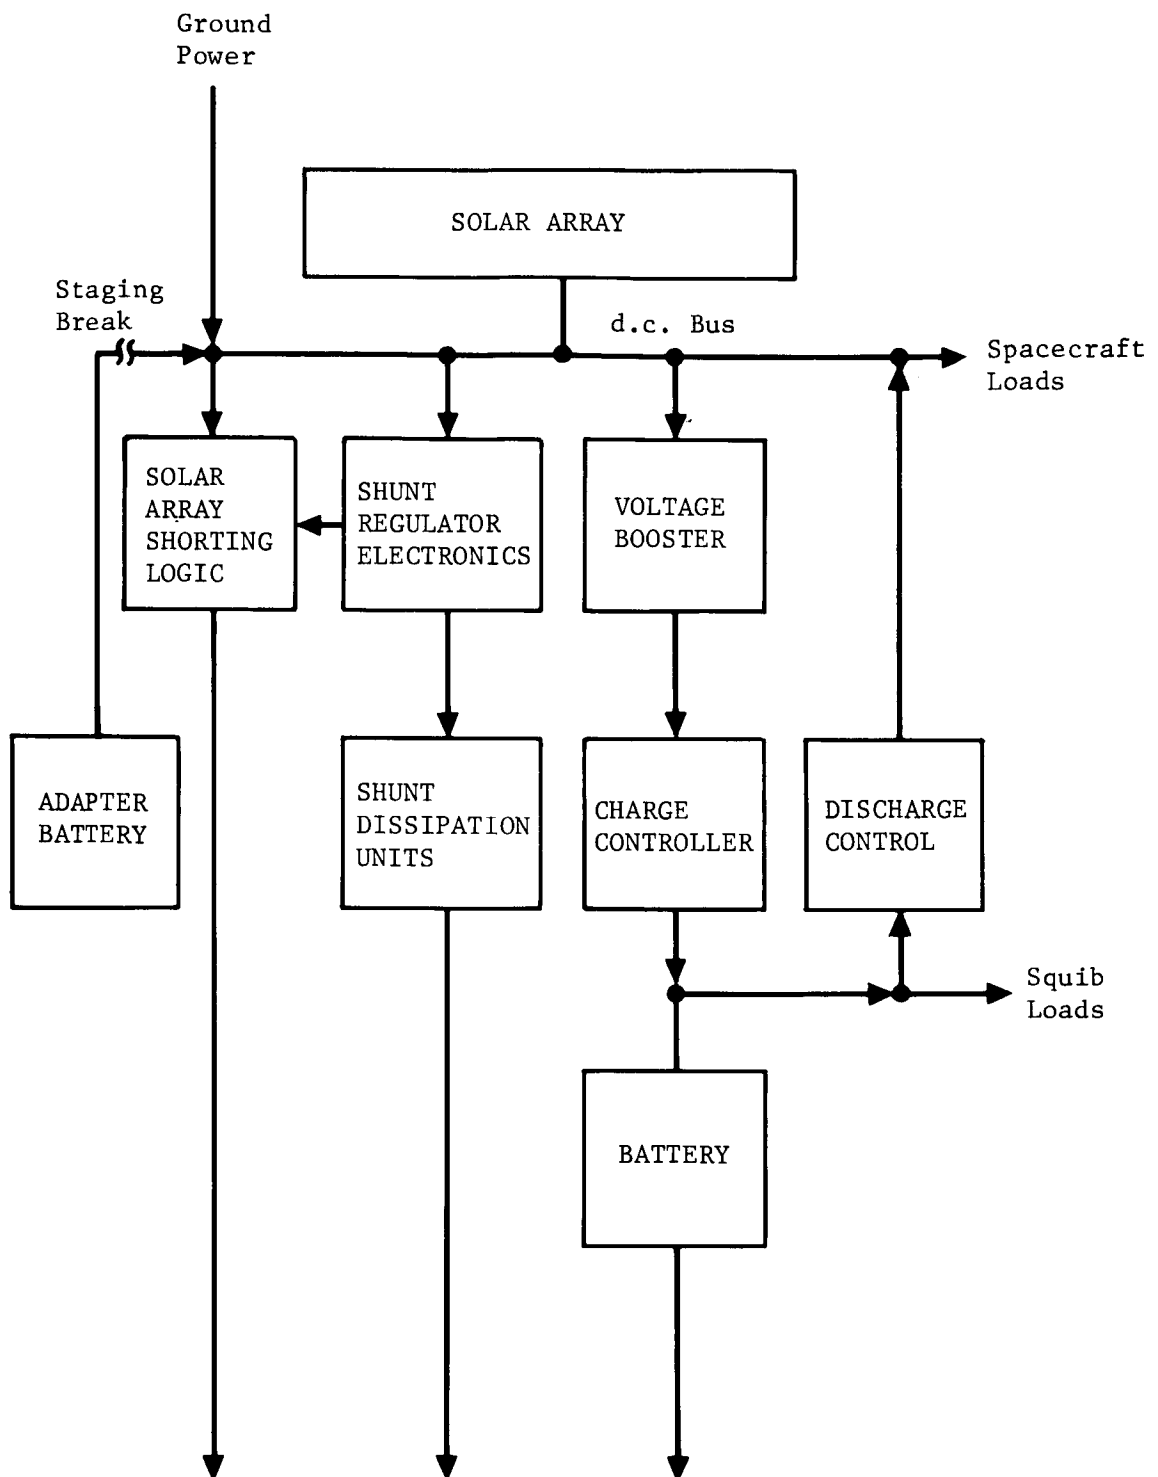 Ground
Power
SOLAR ARRAY
Staging
Break
d.c. Bus
Spacecraft
Loads
SOLAR
ARRAY
SHORTING
LOGIC
SHUNT
REGULATOR
ELECTRONICS
VOLTAGE
BOOSTER
ADAPTER
BATTERY
SHUNT
DISSIPATION
UNITS
CHARGE
CONTROLLER
DISCHARGE
CONTROL
Squib
Loads
BATTERY